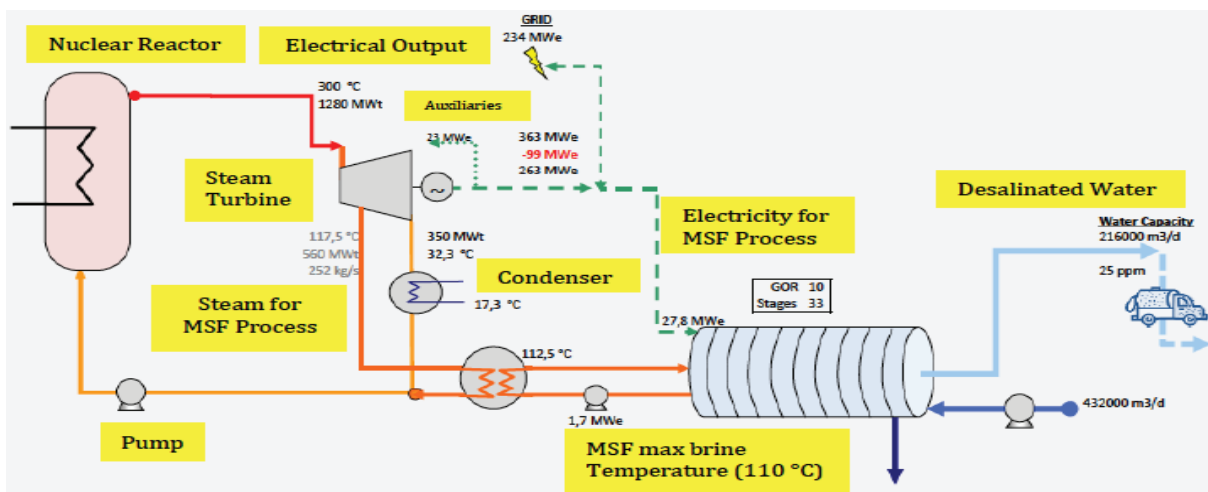 GRID
234 MWe
Nuclear Reactor
Electrical Output
300 °C
1280 MWt
Auxiliaries
23 MWe
363 MWe
-99 MWe
263 MWe
Steam
Turbine
~
Desalinated Water
Electricity for
MSF Process
Water Capacity
216000 m3/d
25 ppm
117,5 °C
560 MWt
252 kg/s
350 MWt
32,3 °C
Condenser
17,3 °C
Steam for
MSF Process
GOR 10
Stages 33
27,8 MWe
112,5 °C
1,7 MWe
432000 m3/d
Pump
MSF max brine
Temperature (110 °C)